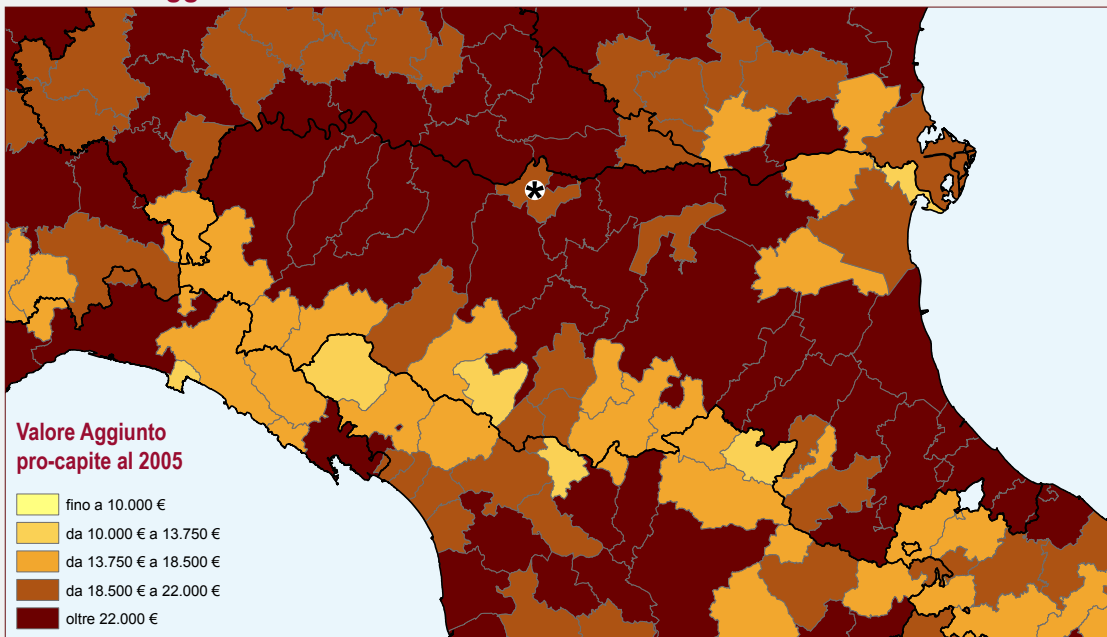 Valore Aggiunto
pro-capite al 2005
fino a 10.000 €
da 10.000 € a 13.750 €
da 13.750 € a 18.500 €
da 18.500 € a 22.000 €
oltre 22.000 €